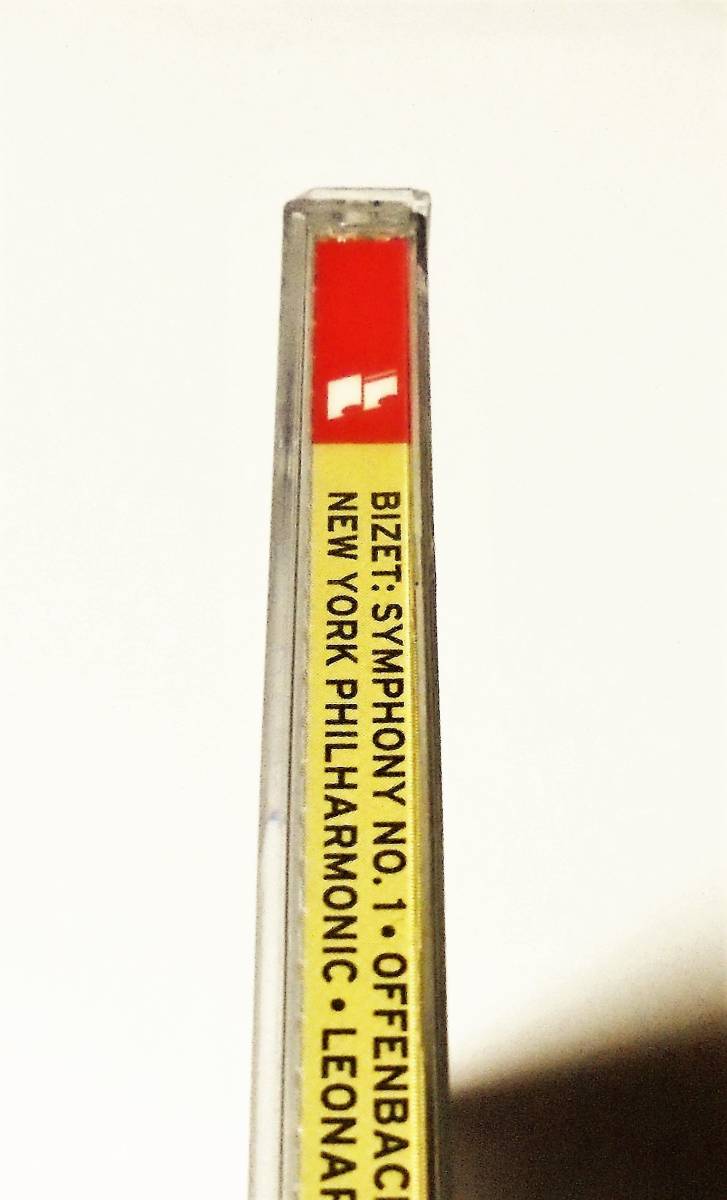 BIZET: SYMPHONY NO. 1 • OFFENBAC
NEW YORK PHILHARMONIC • LEONAR